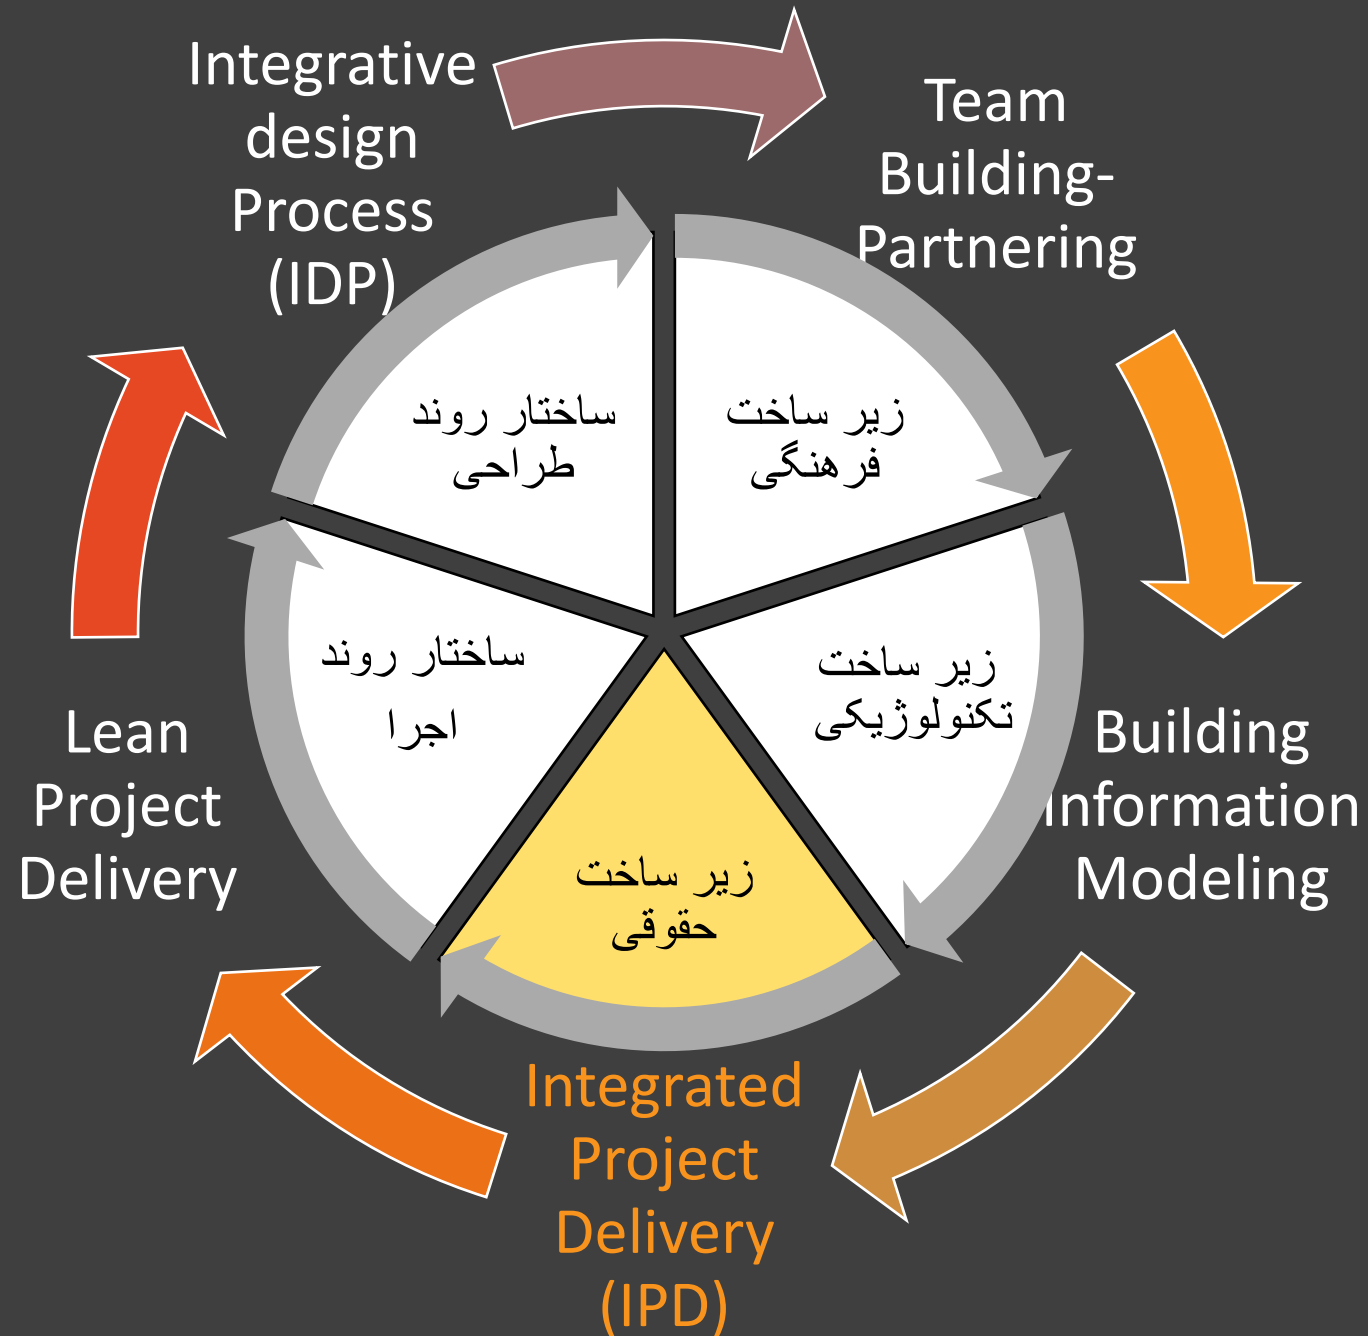 Integrative
design
Process
(IDP)
Team
Building-
Partnering
ساختار روند
طراحی
زیر ساخت
فرهنگی
ساختار روند
اجرا
زیر ساخت
تکنولوژیکی
Lean
Project
Delivery
Building
Information
Modeling
زیر ساخت
حقوقی
Integrated
Project
Delivery
(IPD)